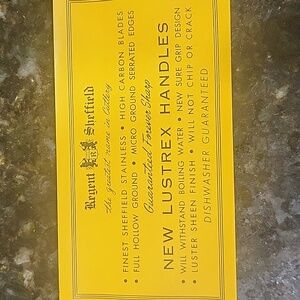 Regent Sheffield
the greatest name in Cutlery
• FINEST SHEFFIELD STAINLESS • HIGH CARBON BLADES
• FULL HOLLOW GROUND • MICRO GROUND SERRATED EDGES
Guaranteed Forever Sharp
NEW LUSTREX HANDLES
• WILL WITHSTAND BOILING WATER • NEW SURE GRIP DESIGN
• LUSTER SHEEN FINISH • WILL NOT CHIP OR CRACK
DISHWASHER GUARANTEED